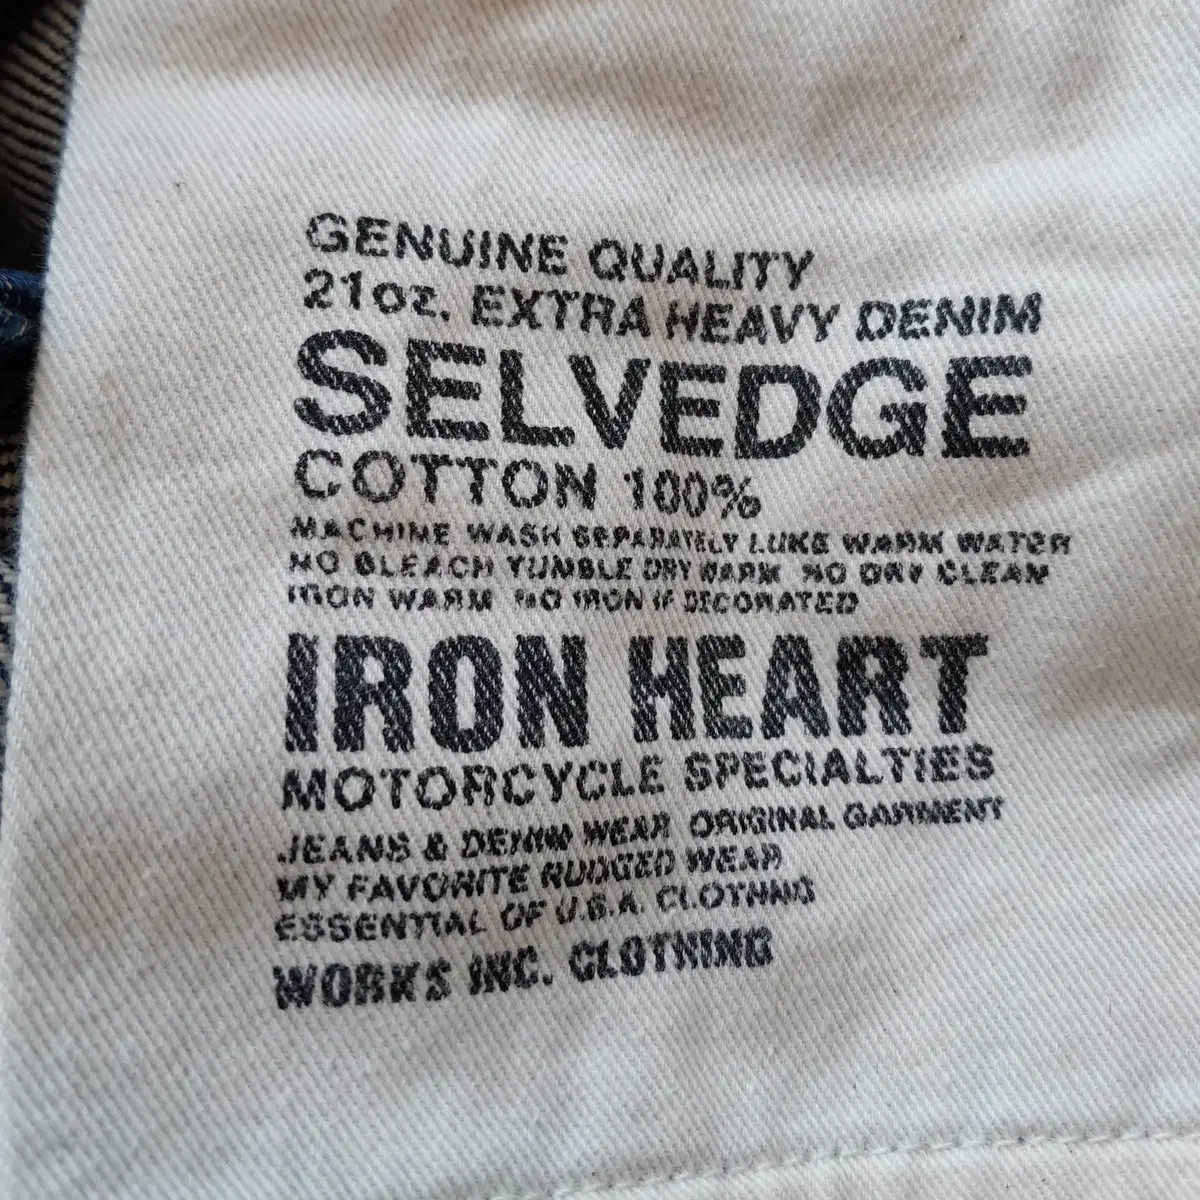 GENUINE QUALITY
21oz. EXTRA HEAVY DENIM
SELVEDGE
COTTON 100%
MACHINE WASH SEPARATELY LUKE WARM WATER
NO BLEACH TUMBLE DRY WARM NO DRY CLEAN
IRON WARM NO IRON IF DECORATED
IRON HEART
MOTORCYCLE SPECIALTIES
JEANS & DENIM WEAR ORIGINAL GARMENT
MY FAVORITE RUGGED WEAR
ESSENTIAL OF U.S.A. CLOTHNG
WORKS INC. CLOTHING